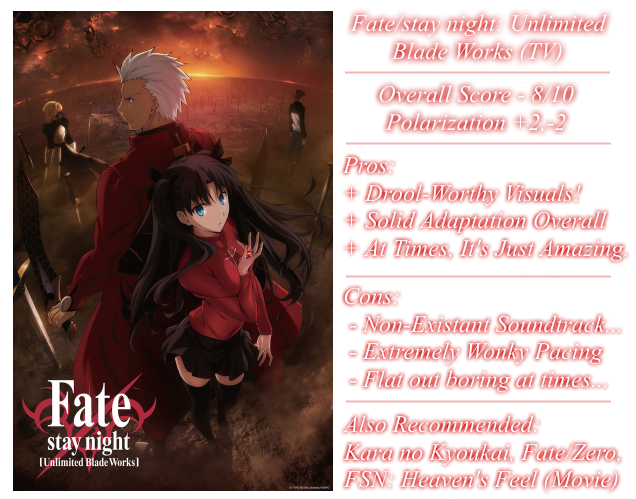 Fate/stay night: Unlimited
Blade Works (TV)
Overall Score - 8/10
Polarization +2,-2
Pros:
+ Drool-Worthy Visuals!
+ Solid Adaptation Overall
+ At Times, It's Just Amazing.
Cons:
- Non-Existant Soundtrack...
- Extremely Wonky Pacing
- Flat out boring at times...
Also Recommended:
Kara no Kyoukai, Fate/Zero,
FSN: Heaven's Feel (Movie)
Fate
stay night
[Unlimited Blade Works]